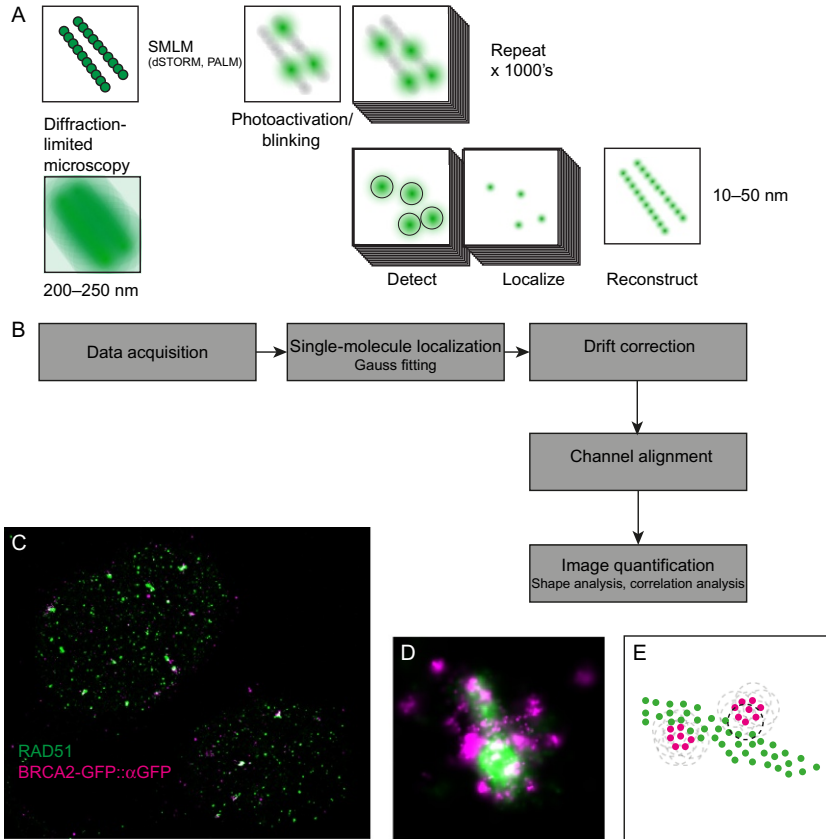 A
SMLM
(dSTORM, PALM)
Repeat
x 1000's
Diffraction-
limited
microscopy
Photoactivation/
blinking
10–50 nm
200–250 nm
Detect
Localize
Reconstruct
B
Data acquisition
Single-molecule localization
Gauss fitting
Drift correction
Channel alignment
Image quantification
Shape analysis, correlation analysis
C
RAD51
BRCA2-GFP::αGFP
D
E